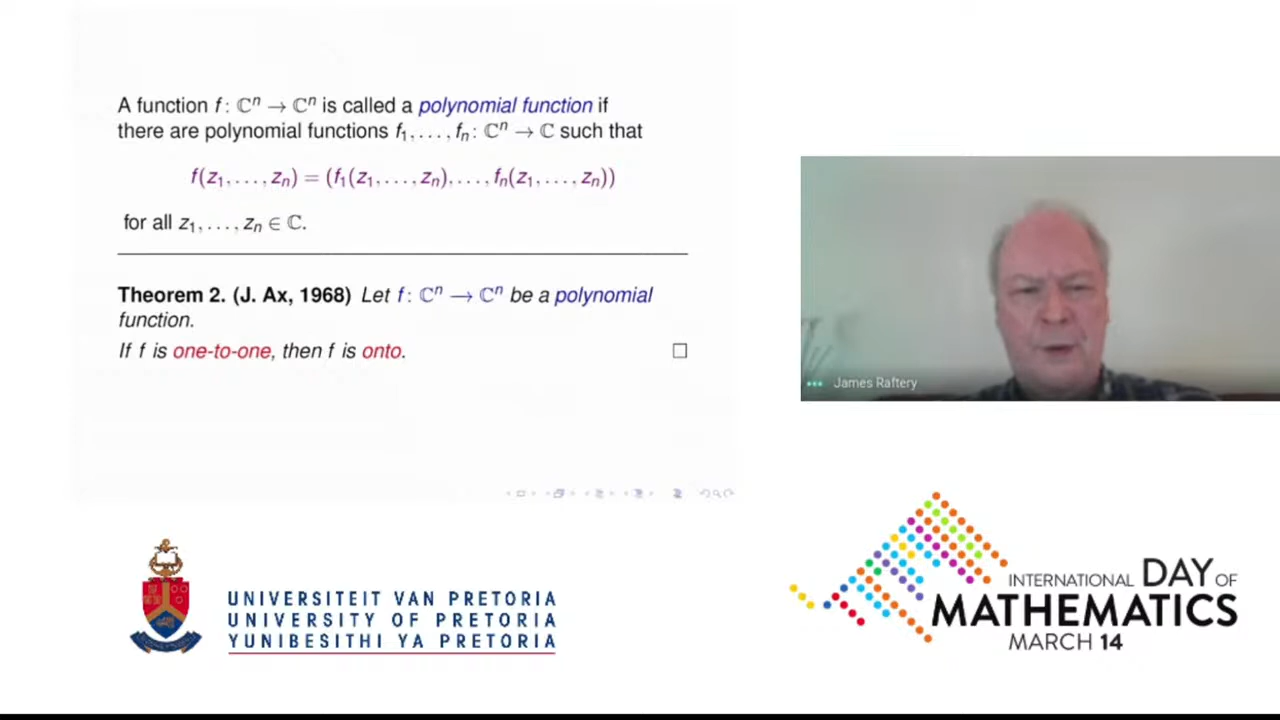 A function f : ℂⁿ → ℂⁿ is called a polynomial function if
there are polynomial functions f₁, . . . , fₙ : ℂⁿ → ℂ such that
f(z₁, . . . , zₙ) = (f₁(z₁, . . . , zₙ), . . . , fₙ(z₁, . . . , zₙ))
for all z₁, . . . , zₙ ∈ ℂ.
Theorem 2. (J. Ax, 1968) Let f : ℂⁿ → ℂⁿ be a polynomial
function.
If f is one-to-one, then f is onto. □
James Raftery
UNIVERSITEIT VAN PRETORIA
UNIVERSITY OF PRETORIA
YUNIBESITHI YA PRETORIA
INTERNATIONAL DAY OF
MATHEMATICS
MARCH 14